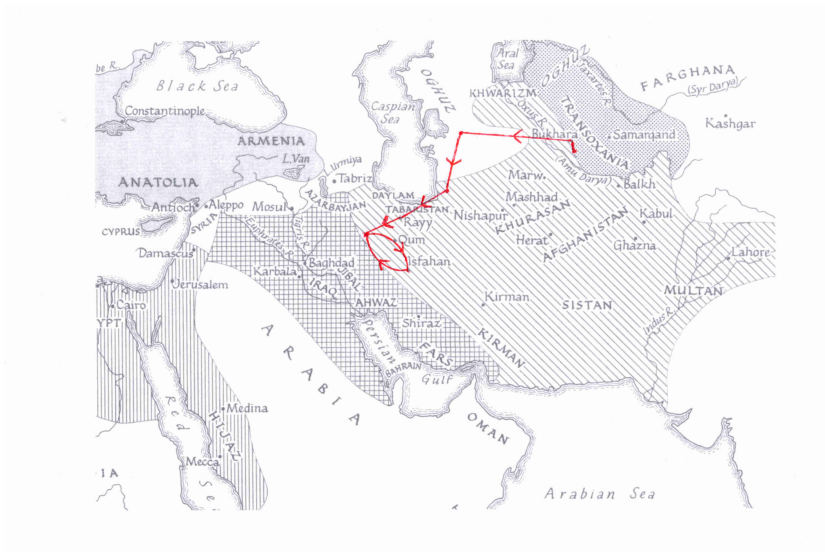 be R.
Black Sea
Constantinople
ARMENIA
L.Van
ANATOLIA
Antioch
Aleppo
Mosul
CYPRUS
SYRIA
Damascus
Jerusalem
Cairo
YPT
Urmiya
Tabriz
AZARBAYJAN
Caspian
Sea
OGHUZ
DAYLAM
TABARISTAN
Rayy
Qum
Isfahan
Tigris R.
Euphrates R.
Baghdad
Karbala
JIBAL
IRAQ
AHWAZ
Aral
Sea
KHWARIZM
OGHUZ
Jaxartes R.
(Syr Darya)
FARGHANA
Kashgar
Oxus R.
(Amu Darya)
TRANSOXANIA
Bukhara
Samarqand
Marw
Balkh
Mashhad
Nishapur
KHURASAN
Herat
AFGHANISTAN
Kabul
Ghazna
Lahore
MULTAN
Indus R.
SISTAN
Kirman
KIRMAN
Shiraz
FARS
Persian
Gulf
BAHRAIN
OMAN
ARABIA
Red
Sea
HIJAZ
Medina
Mecca
IA
Arabian Sea